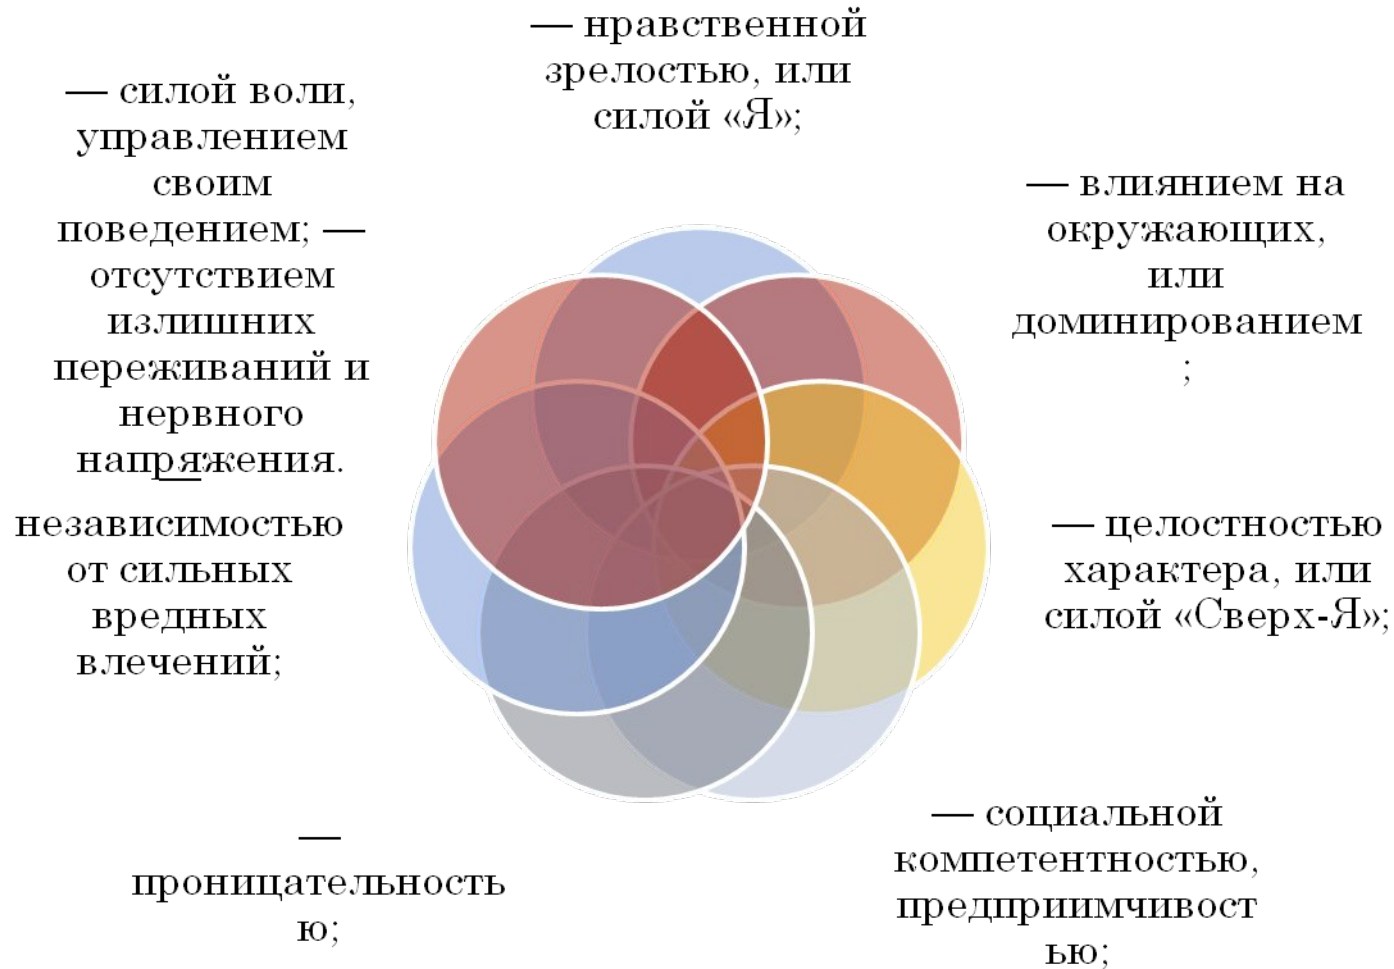 — нравственной
зрелостью, или
силой «Я»;
— влиянием на
окружающих,
или
доминированием
;
— целостностью
характера, или
силой «Сверх-Я»;
— социальной
компетентностью,
предприимчивост
ью;
—
проницательность
ю;
—
независимостью
от сильных
вредных
влечений;
— силой воли,
управлением
своим
поведением; —
отсутствием
излишних
переживаний и
нервного
напряжения.